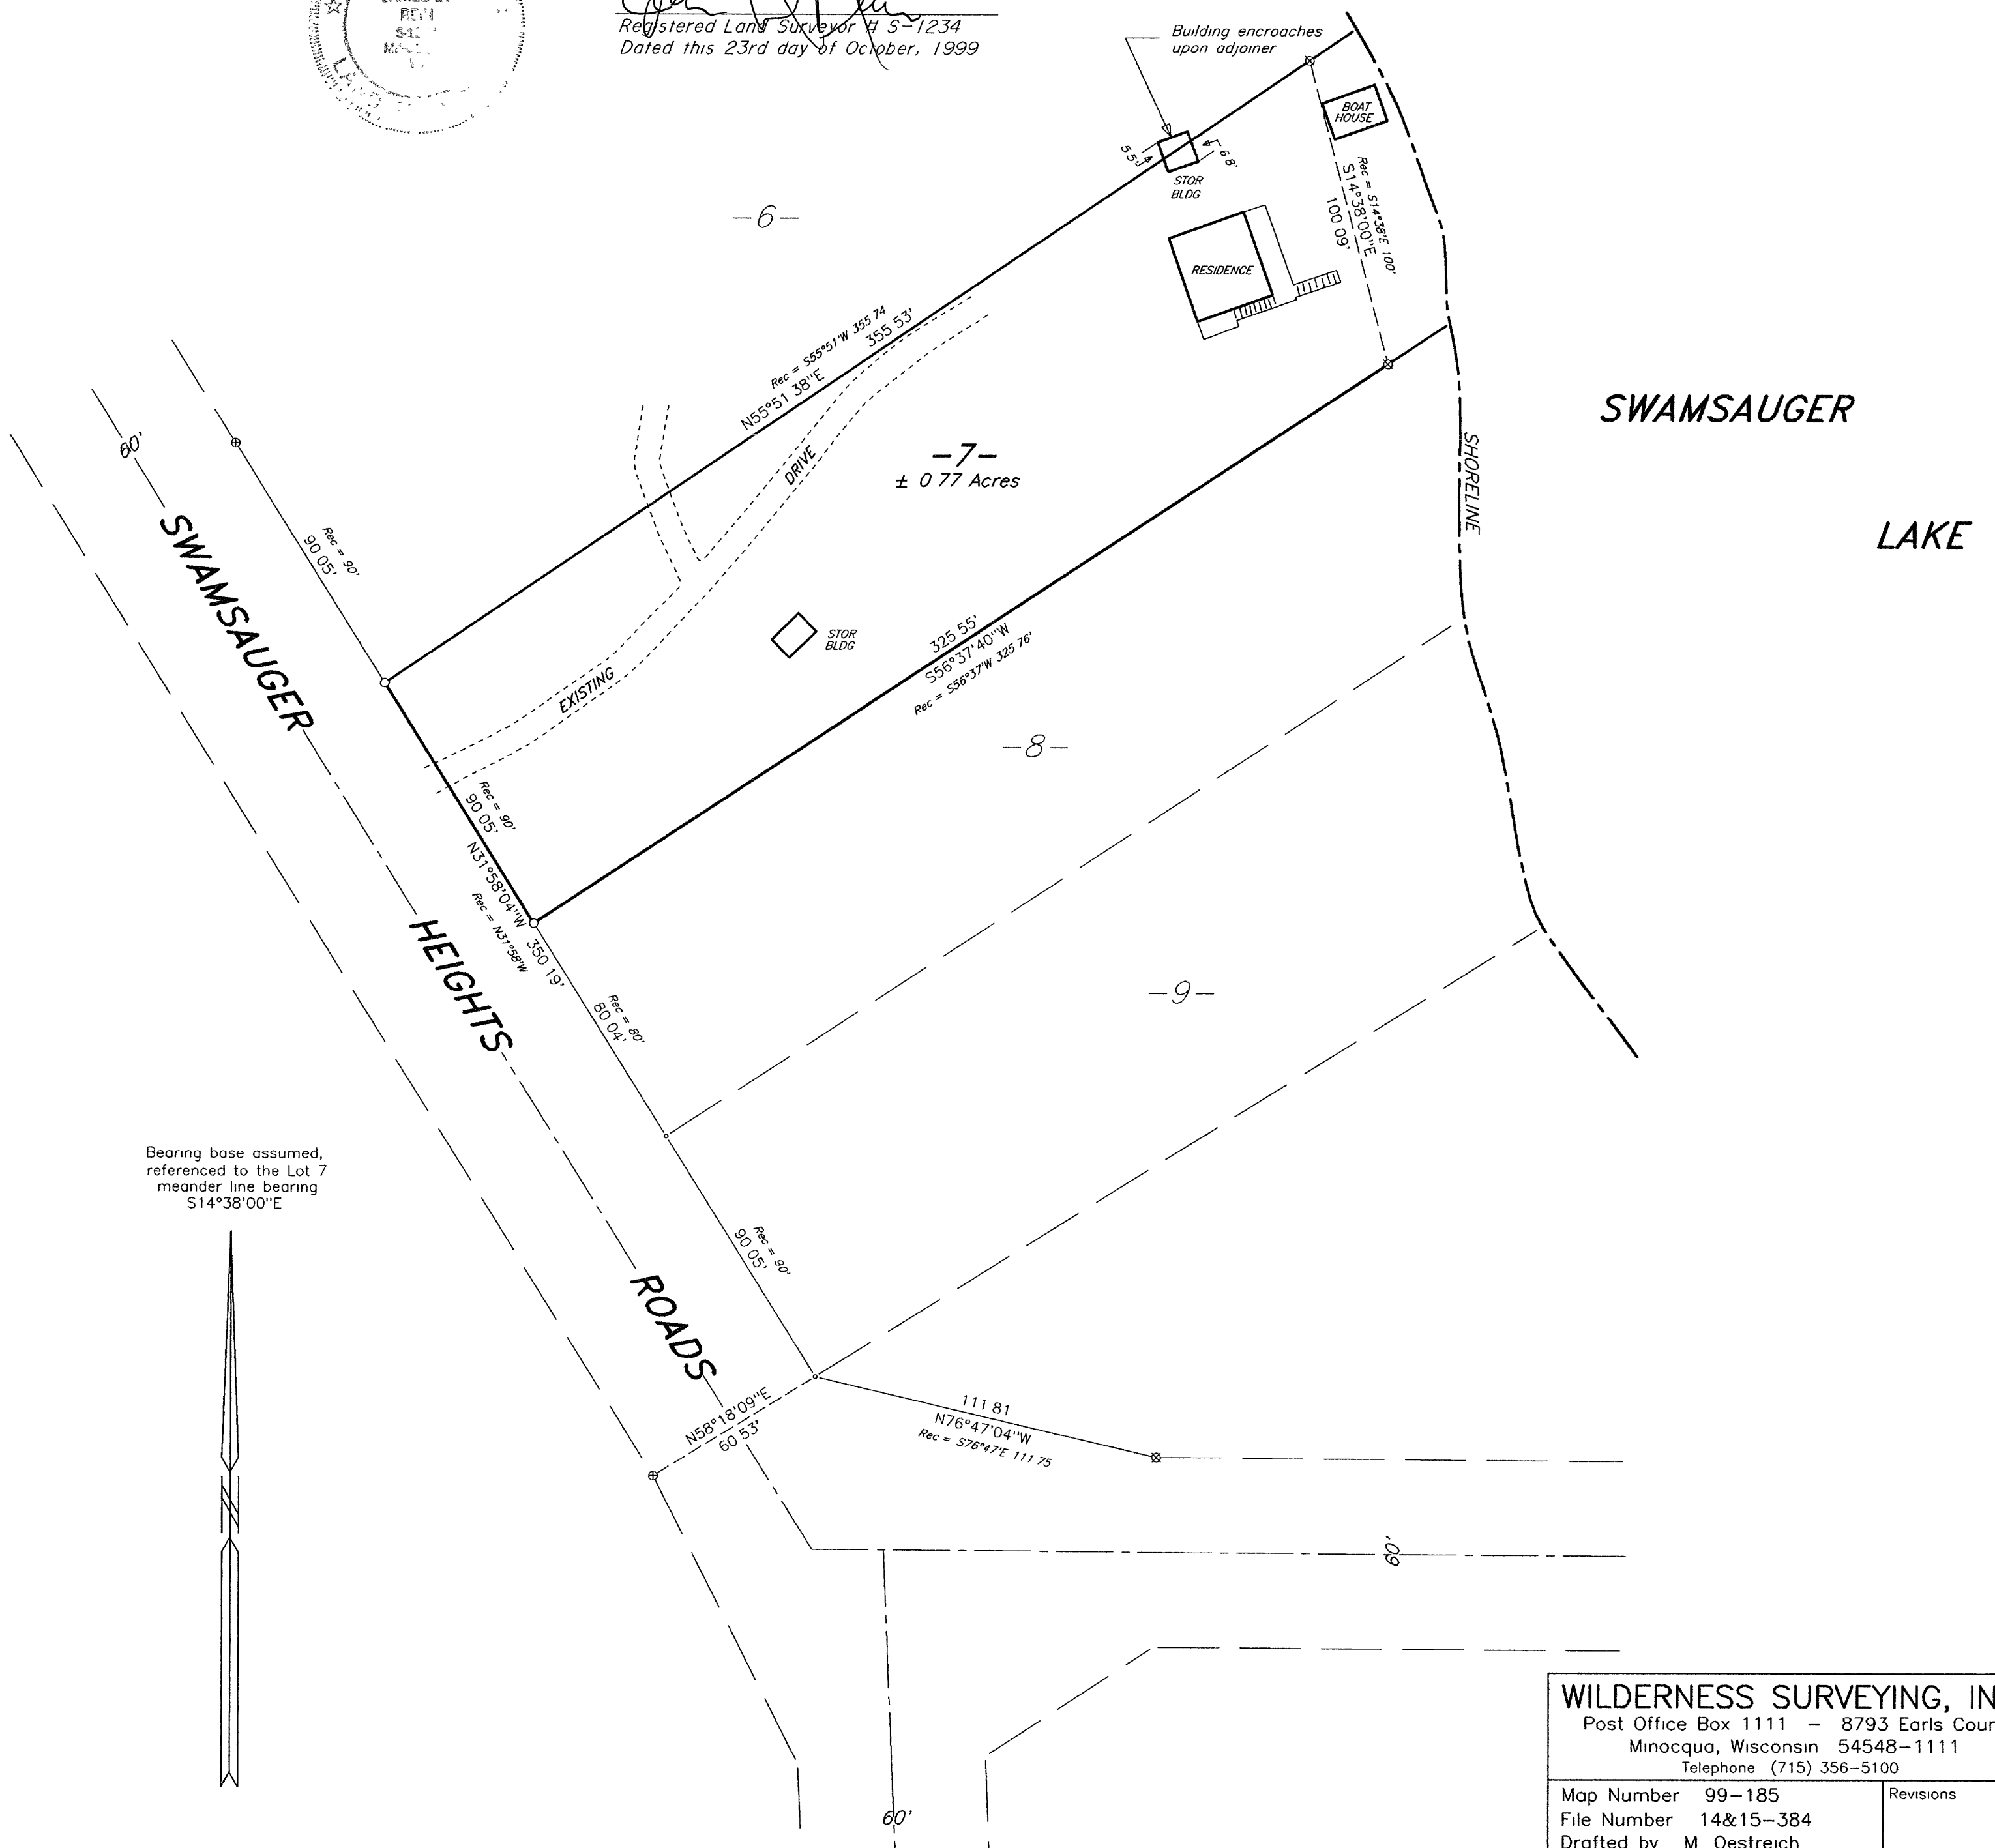 Registered Land Surveyor # S-1234
Dated this 23rd day of October, 1999
Building encroaches
upon adjoiner
BOAT
HOUSE
5 5'
6 8'
STOR
BLDG
Rec = S14°38'E 100'
S14°38'00"E
100 09'
-6-
RESIDENCE
Rec = S55°51'W 355 74
355 53'
N55°51 38"E
SWAMSAUGER
LAKE
SHORELINE
-7-
± 0 77 Acres
DRIVE
EXISTING
60'
Rec = 90'
90 05'
STOR
BLDG
325 55'
S56°37'40"W
Rec = S56°37'W 325 76'
SWAMSAUGER
HEIGHTS
ROADS
-8-
Rec = 90'
90 05'
N31°58'04"W 350 19'
Rec = N31°58'W
-9-
Rec = 80'
80 04'
Bearing base assumed,
referenced to the Lot 7
meander line bearing
S14°38'00"E
N
Rec = 90'
90 05'
N58°18'09"E
60 53'
111 81
N76°47'04"W
Rec = S76°47'E 111 75
60'
60'
WILDERNESS SURVEYING, IN
Post Office Box 1111 - 8793 Earls Cour
Minocqua, Wisconsin 54548-1111
Telephone (715) 356-5100
Map Number 99-185
Revisions
File Number 14&15-384
Drafted by M Oestreich